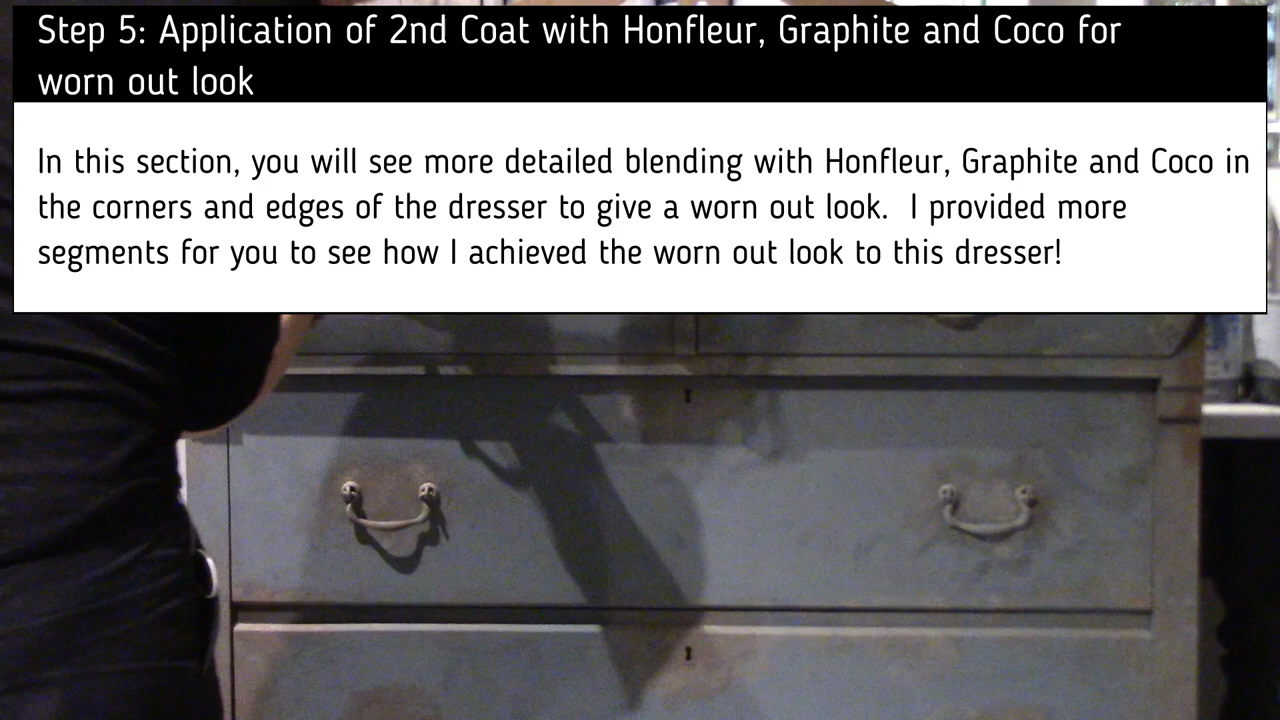 Step 5: Application of 2nd Coat with Honfleur, Graphite and Coco for
worn out look
In this section, you will see more detailed blending with Honfleur, Graphite and Coco in
the corners and edges of the dresser to give a worn out look.  I provided more
segments for you to see how I achieved the worn out look to this dresser!